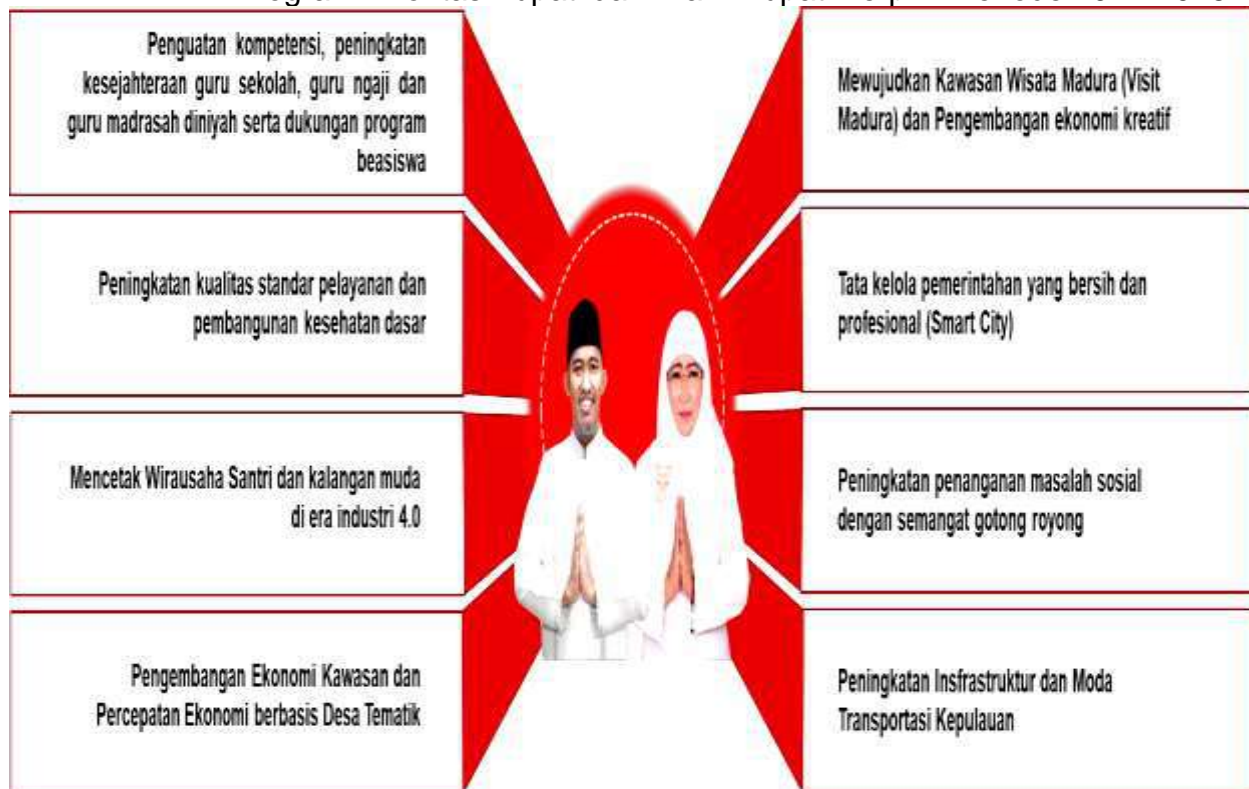 Penguatan kompetensi, peningkatan
kesejahteraan guru sekolah, guru ngaji dan
guru madrasah diniyah serta dukungan program
beasiswa
Peningkatan kualitas standar pelayanan dan
pembangunan kesehatan dasar
Mencetak Wirausaha Santri dan kalangan muda
di era industri 4.0
Pengembangan Ekonomi Kawasan dan
Percepatan Ekonomi berbasis Desa Tematik
Mewujudkan Kawasan Wisata Madura (Visit
Madura) dan Pengembangan ekonomi kreatif
Tata kelola pemerintahan yang bersih dan
profesional (Smart City)
Peningkatan penanganan masalah sosial
dengan semangat gotong royong
Peningkatan Insfrastruktur dan Moda
Transportasi Kepulauan